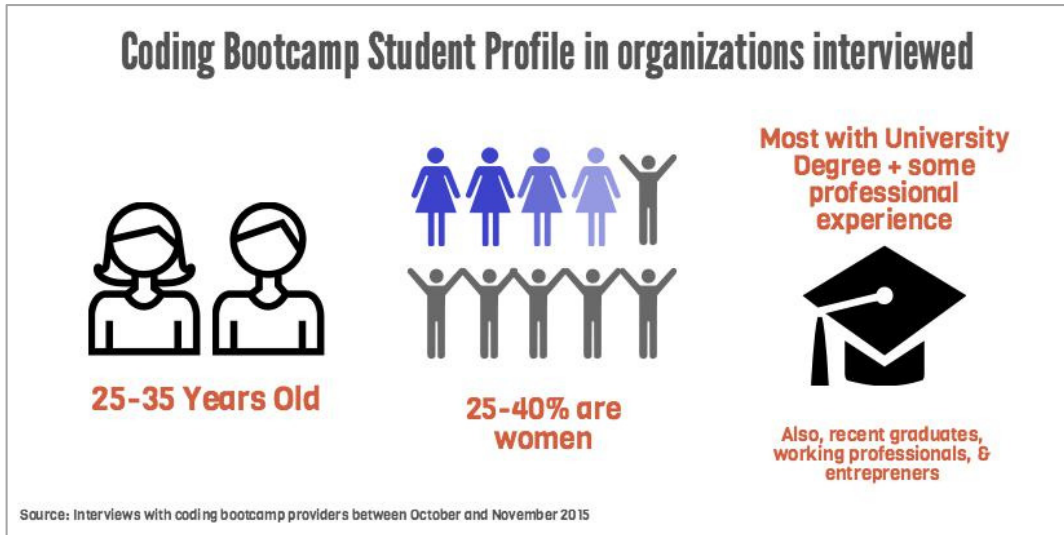 Coding Bootcamp Student Profile in organizations interviewed
25-35 Years Old
25-40% are
women
Most with University
Degree + some
professional
experience
Also, recent graduates,
working professionals, &
entrepreners
Source: Interviews with coding bootcamp providers between October and November 2015